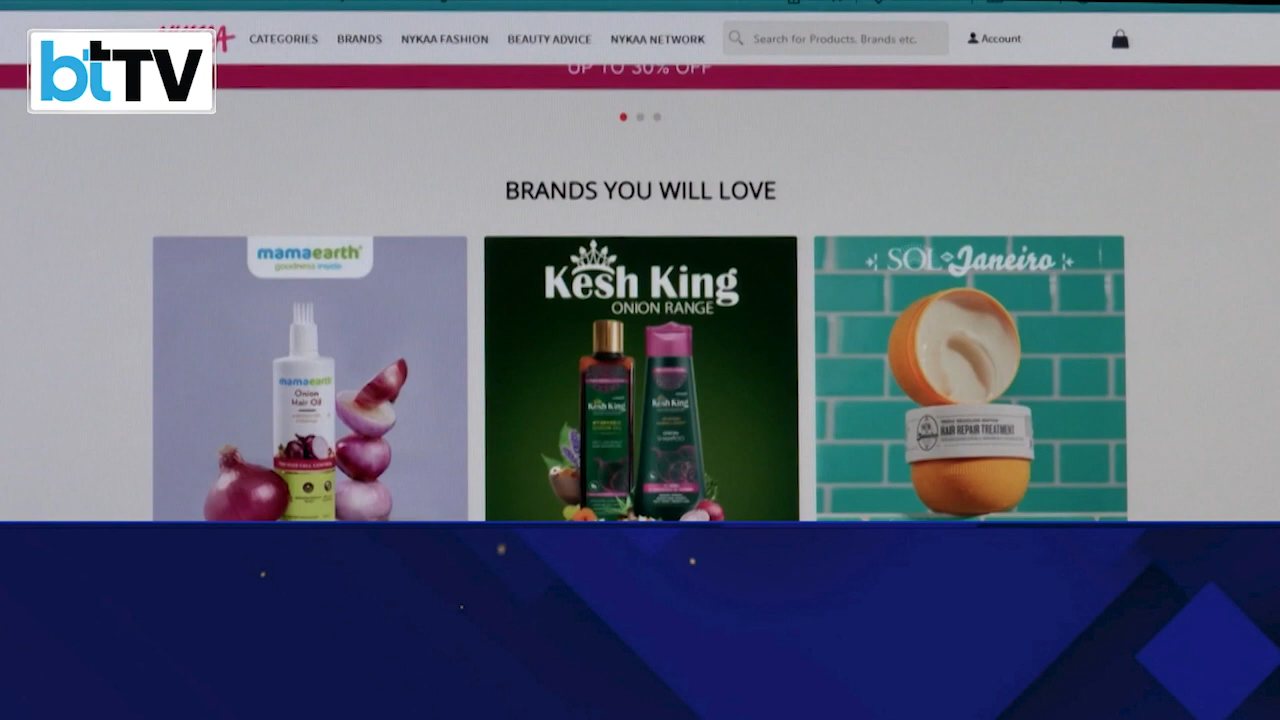 NYKAA
btTV
CATEGORIES BRANDS NYKAA FASHION BEAUTY ADVICE NYKAA NETWORK Search for Products, Brands etc. Account
UP TO 30% OFF
BRANDS YOU WILL LOVE
mamaearth
goodness inside
mamaearth
Onion
Hair Oil
Kesh King
ONION RANGE
Kesh King
Kesh King
SOL Janeiro
HAIR REPAIR TREATMENT